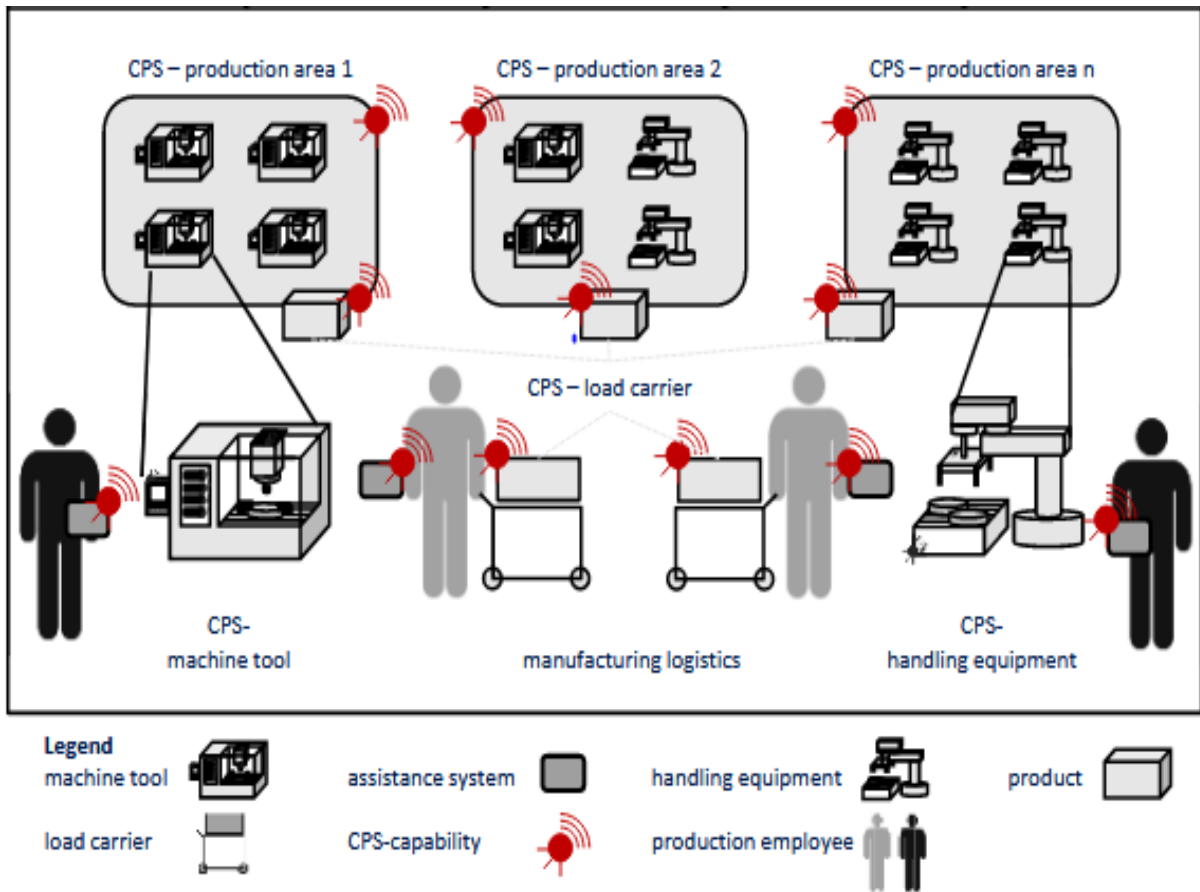 CPS – production area 1
CPS – production area 2
CPS – production area n
CPS – load carrier
CPS-
machine tool
manufacturing logistics
CPS-
handling equipment
Legend
machine tool
assistance system
handling equipment
product
load carrier
CPS-capability
production employee